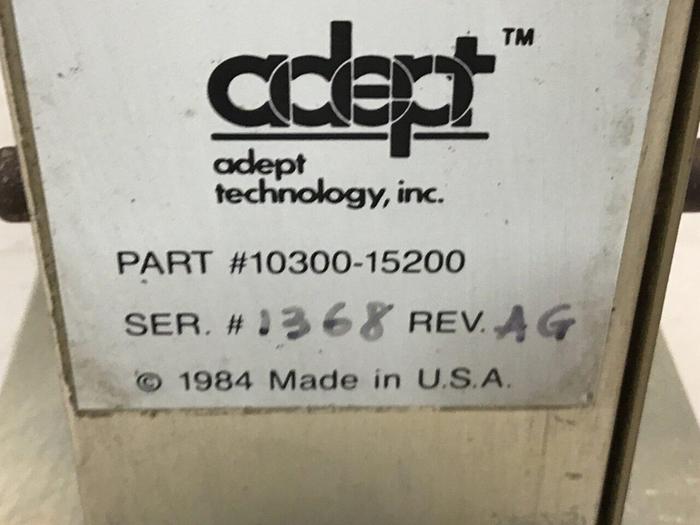 adept™
adept
technology, inc.
PART #10300-15200
SER. # 1368 REV. AG
© 1984 Made in U.S.A.